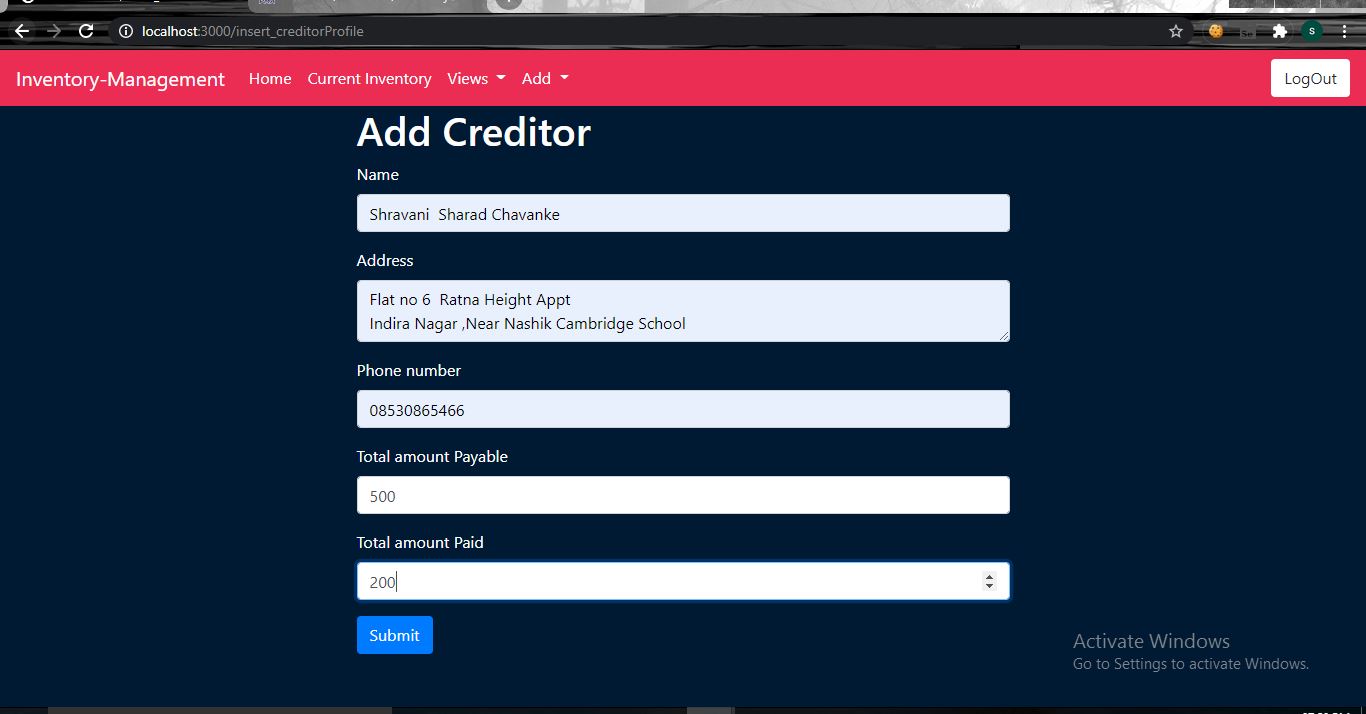 localhost:3000/insert_creditorProfile
S
Inventory-Management Home Current Inventory Views Add LogOut
Add Creditor
Name
Shravani  Sharad Chavanke
Address
Flat no 6  Ratna Height Appt
Indira Nagar ,Near Nashik Cambridge School
Phone number
08530865466
Total amount Payable
500
Total amount Paid
200
Submit
Activate Windows
Go to Settings to activate Windows.